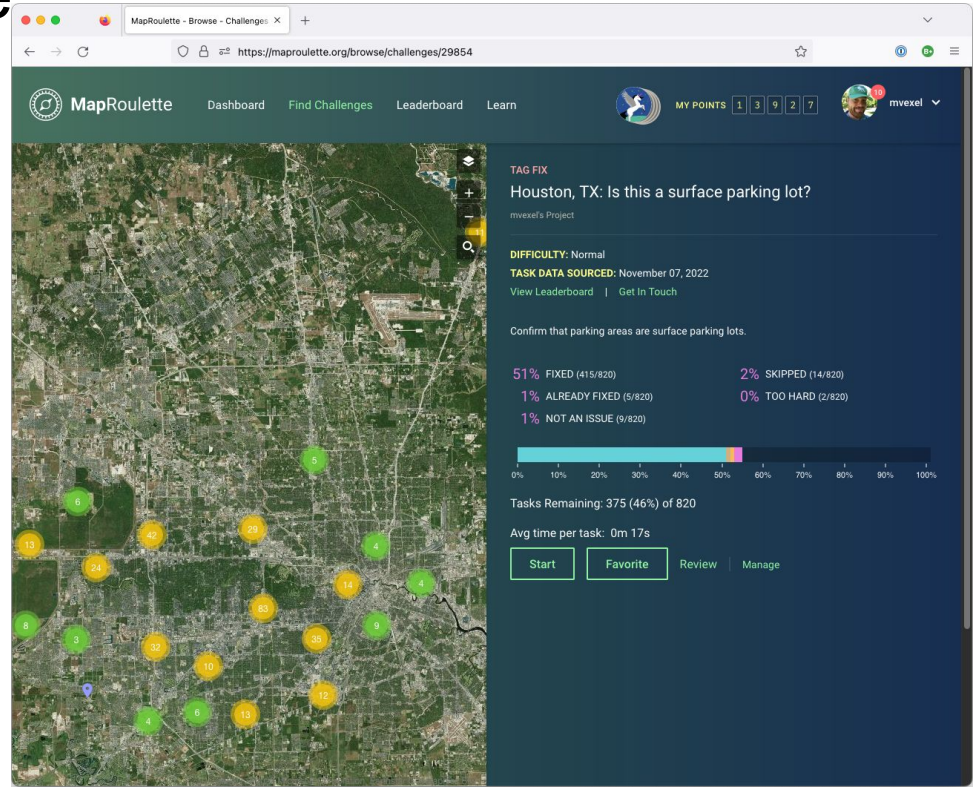 MapRoulette - Browse - Challenges
https://maproulette.org/browse/challenges/29854
MapRoulette
Dashboard
Find Challenges
Leaderboard
Learn
MY POINTS 1 3 9 2 7
10
mvexel
TAG FIX
Houston, TX: Is this a surface parking lot?
mvexel's Project
DIFFICULTY: Normal
TASK DATA SOURCED: November 07, 2022
View Leaderboard | Get In Touch
Confirm that parking areas are surface parking lots.
51% FIXED (415/820)
2% SKIPPED (14/820)
1% ALREADY FIXED (5/820)
0% TOO HARD (2/820)
1% NOT AN ISSUE (9/820)
0% 10% 20% 30% 40% 50% 60% 70% 80% 90% 100%
Tasks Remaining: 375 (46%) of 820
Avg time per task: 0m 17s
Start
Favorite
Review
Manage
11
5
6
42
29
13
4
24
14
4
83
8
9
3
35
32
10
12
6
13
4